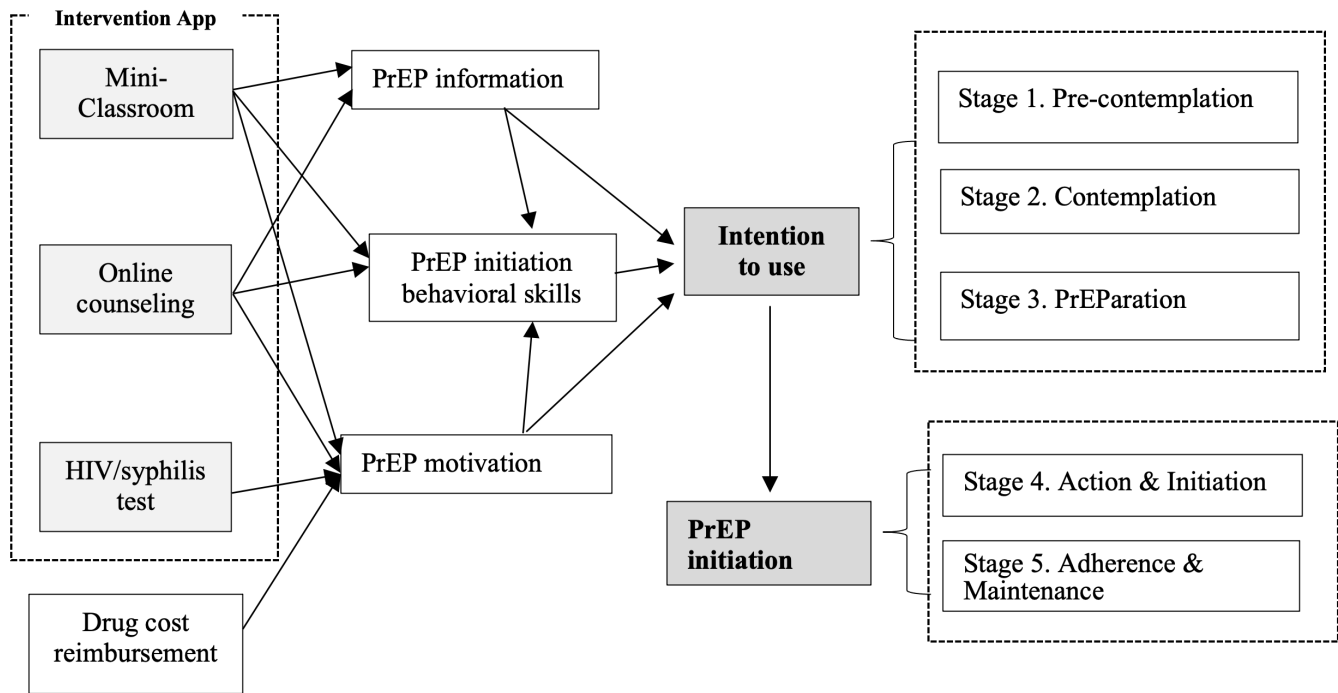 Intervention App
Mini-
Classroom
Online
counseling
HIV/syphilis
test
Drug cost
reimbursement
PrEP information
PrEP initiation
behavioral skills
PrEP motivation
Intention
to use
PrEP
initiation
Stage 1. Pre-contemplation
Stage 2. Contemplation
Stage 3. PrEParation
Stage 4. Action & Initiation
Stage 5. Adherence &
Maintenance